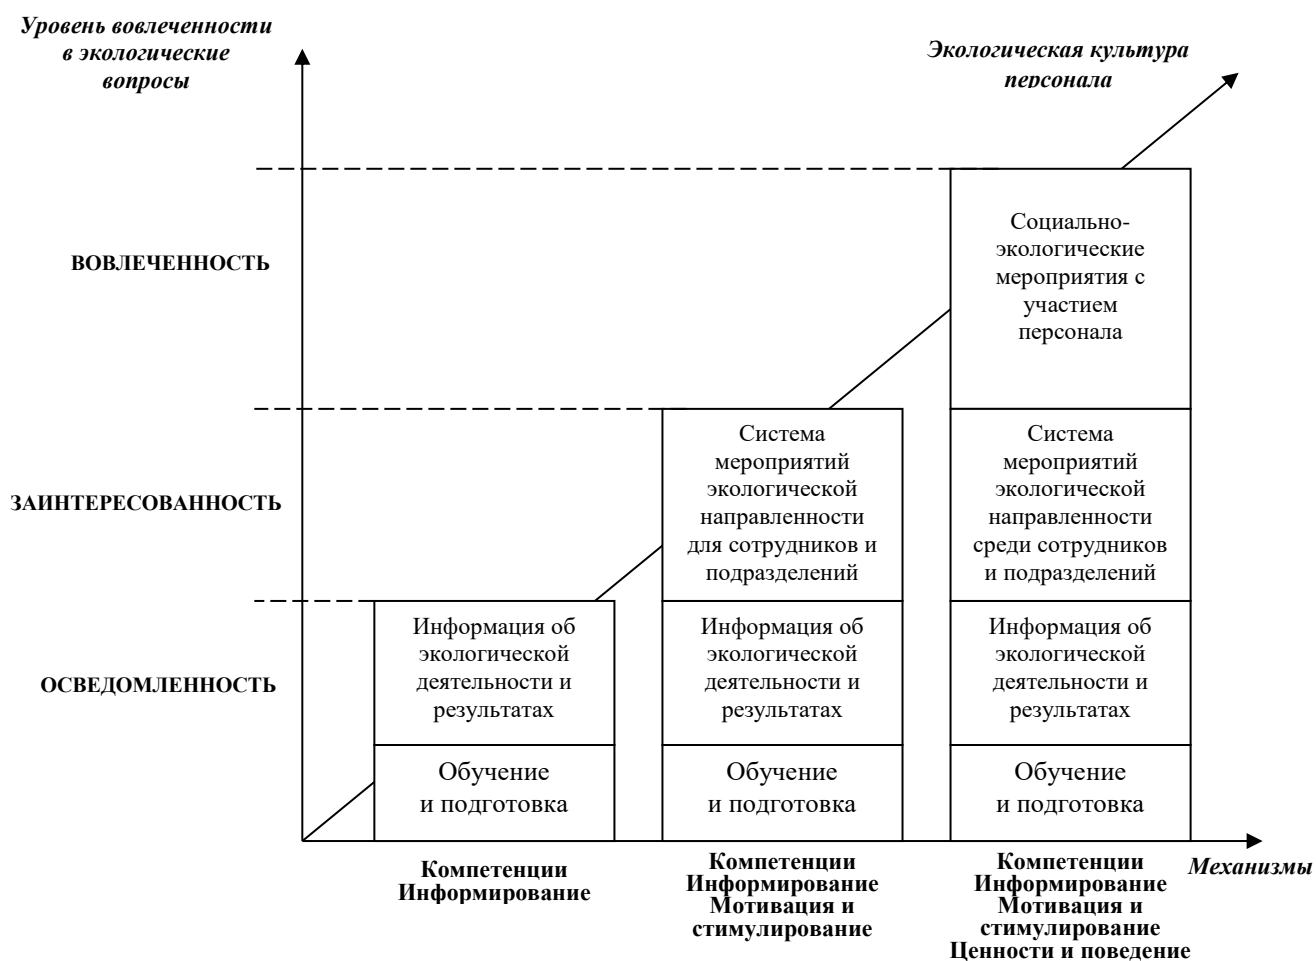 Уровень вовлеченности
в экологические
вопросы
Экологическая культура
персонала
ВОВЛЕЧЕННОСТЬ
Социально-
экологические
мероприятия с
участием
персонала
ЗАИНТЕРЕСОВАННОСТЬ
Система
мероприятий
экологической
направленности
для сотрудников и
подразделений
Система
мероприятий
экологической
направленности
среди сотрудников
и подразделений
ОСВЕДОМЛЕННОСТЬ
Информация об
экологической
деятельности и
результатах
Информация об
экологической
деятельности и
результатах
Информация об
экологической
деятельности и
результатах
Обучение
и подготовка
Обучение
и подготовка
Обучение
и подготовка
Компетенции
Информирование
Компетенции
Информирование
Мотивация и
стимулирование
Компетенции
Информирование
Мотивация и
стимулирование
Ценности и поведение
Механизмы